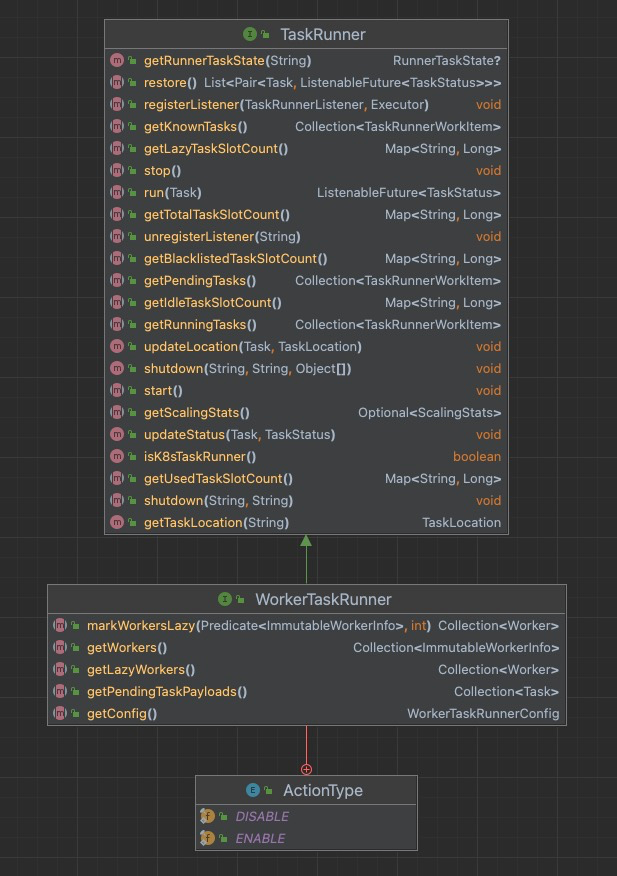 TaskRunner
getRunnerTaskState(String) RunnerTaskState?
restore() List<Pair<Task, ListenableFuture<TaskStatus>>>
registerListener(TaskRunnerListener, Executor) void
getKnownTasks() Collection<TaskRunnerWorkItem>
getLazyTaskSlotCount() Map<String, Long>
stop() void
run(Task) ListenableFuture<TaskStatus>
getTotalTaskSlotCount() Map<String, Long>
unregisterListener(String) void
getBlacklistedTaskSlotCount() Map<String, Long>
getPendingTasks() Collection<TaskRunnerWorkItem>
getIdleTaskSlotCount() Map<String, Long>
getRunningTasks() Collection<TaskRunnerWorkItem>
updateLocation(Task, TaskLocation) void
shutdown(String, String, Object[]) void
start() void
getScalingStats() Optional<ScalingStats>
updateStatus(Task, TaskStatus) void
isK8sTaskRunner() boolean
getUsedTaskSlotCount() Map<String, Long>
shutdown(String, String) void
getTaskLocation(String) TaskLocation
WorkerTaskRunner
markWorkersLazy(Predicate<ImmutableWorkerInfo>, int) Collection<Worker>
getWorkers() Collection<ImmutableWorkerInfo>
getLazyWorkers() Collection<Worker>
getPendingTaskPayloads() Collection<Task>
getConfig() WorkerTaskRunnerConfig
ActionType
DISABLE
ENABLE